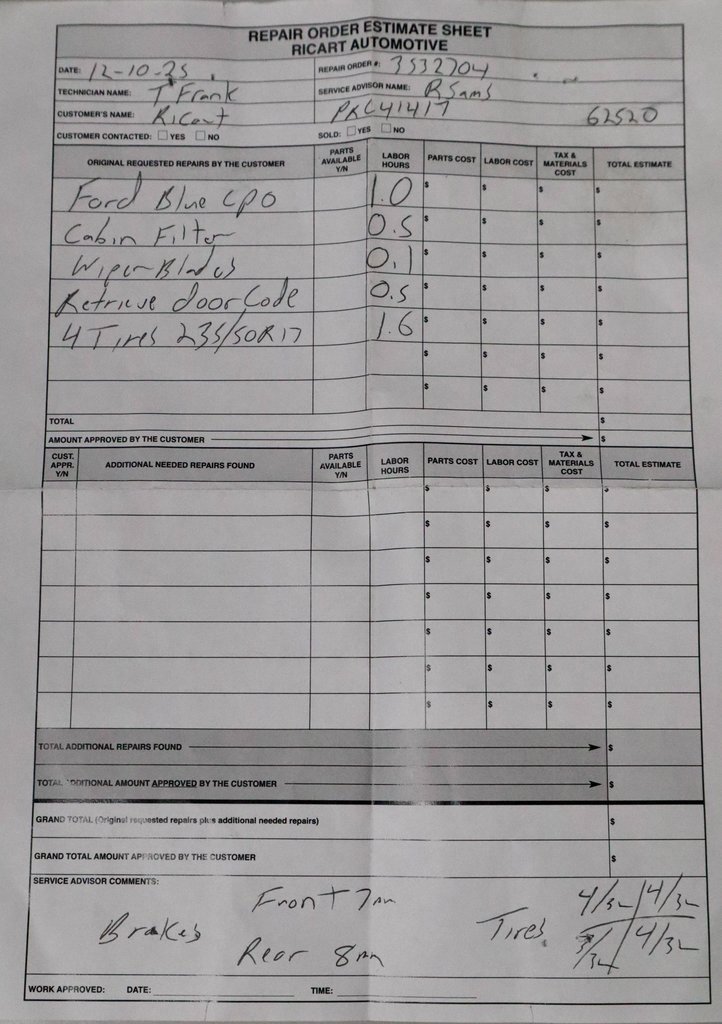 REPAIR ORDER ESTIMATE SHEET
RICART AUTOMOTIVE
DATE: 12-10-25 REPAIR ORDER #: 3532704
TECHNICIAN NAME: T Frank SERVICE ADVISOR NAME: R Sams
CUSTOMER'S NAME: Ricart PRL41417 62520
CUSTOMER CONTACTED: YES NO SOLD: YES NO
ORIGINAL REQUESTED REPAIRS BY THE CUSTOMER PARTS AVAILABLE Y/N LABOR HOURS PARTS COST LABOR COST TAX & MATERIALS COST TOTAL ESTIMATE
Ford Blue CPO 1.0 $ $ $ $
Cabin Filter 0.5 $ $ $ $
Wiper Blades 0.1 $ $ $ $
Retrieve door Code 0.5 $ $ $ $
4 Tires 235/50R17 1.6 $ $ $ $
$ $ $ $
$ $ $ $
TOTAL $
AMOUNT APPROVED BY THE CUSTOMER $
CUST. APPR. Y/N ADDITIONAL NEEDED REPAIRS FOUND PARTS AVAILABLE Y/N LABOR HOURS PARTS COST LABOR COST TAX & MATERIALS COST TOTAL ESTIMATE
$ $ $ $
$ $ $ $
$ $ $ $
$ $ $ $
$ $ $ $
$ $ $ $
$ $ $ $
TOTAL ADDITIONAL REPAIRS FOUND $
TOTAL ADDITIONAL AMOUNT APPROVED BY THE CUSTOMER $
GRAND TOTAL (Original requested repairs plus additional needed repairs) $
GRAND TOTAL AMOUNT APPROVED BY THE CUSTOMER $
SERVICE ADVISOR COMMENTS:
Front 7mm 4/32 4/32
Brakes Tires
Rear 8mm 3/32 4/32
WORK APPROVED: DATE: TIME: